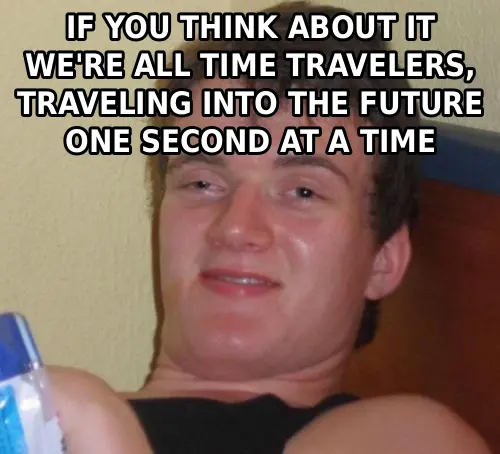 IF YOU THINK ABOUT IT
WE'RE ALL TIME TRAVELERS,
TRAVELING INTO THE FUTURE
ONE SECOND AT A TIME